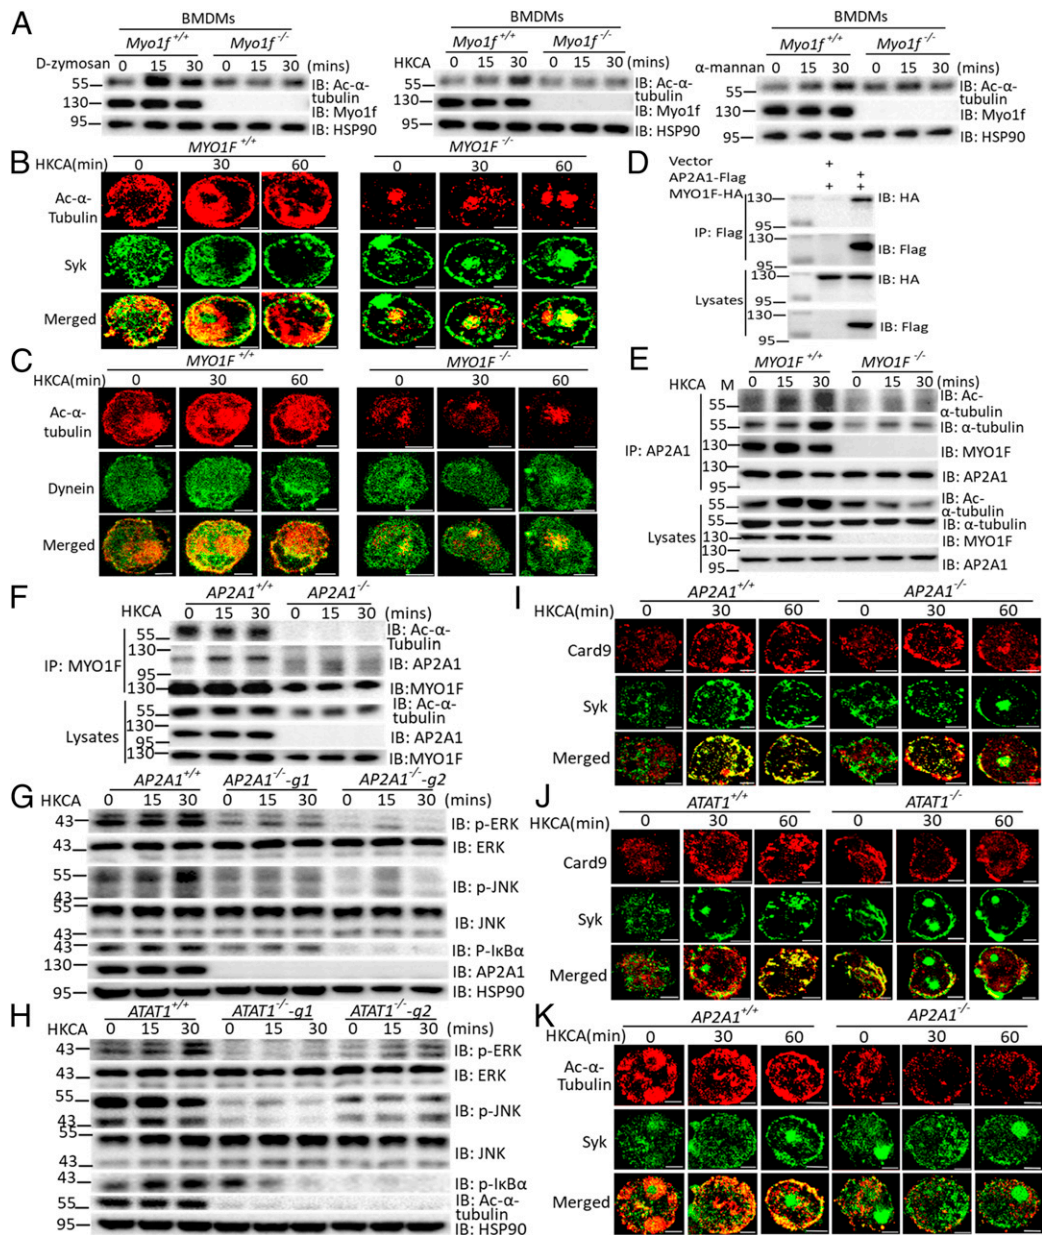 A
BMDMs
Myo1f +/+ Myo1f -/-
D-zymosan 0 15 30 0 15 30 (mins)
55 IB: Ac-α-tubulin
130 IB: Myo1f
95 IB: HSP90
BMDMs
Myo1f +/+ Myo1f -/-
HKCA 0 15 30 0 15 30 (mins)
55 IB: Ac-α-tubulin
130 IB: Myo1f
95 IB: HSP90
BMDMs
Myo1f +/+ Myo1f -/-
α-mannan 0 15 30 0 15 30 (mins)
55 IB: Ac-α-tubulin
130 IB: Myo1f
95 IB: HSP90
B
MYO1F +/+ MYO1F -/-
HKCA(min) 0 30 60 0 30 60
Ac-α-Tubulin
Syk
Merged
C
MYO1F +/+ MYO1F -/-
HKCA(min) 0 30 60 0 30 60
Ac-α-tubulin
Dynein
Merged
D
Vector +
AP2A1-Flag +
MYO1F-HA + +
IP: Flag
130 IB: HA
95
130 IB: Flag
95
Lysates
130 IB: HA
95
130 IB: Flag
95
E
MYO1F +/+ MYO1F -/-
HKCA M 0 15 30 0 15 30 (mins)
IP: AP2A1
55 IB: Ac-α-tubulin
55 IB: α-tubulin
130 IB: MYO1F
130
95 IB: AP2A1
Lysates
55 IB: Ac-α-tubulin
55 IB: α-tubulin
130 IB: MYO1F
130
95 IB: AP2A1
F
AP2A1+/+ AP2A1-/-
HKCA 0 15 30 0 15 30 (mins)
IP: MYO1F
55 IB: Ac-α-Tubulin
130
95 IB: AP2A1
130 IB:MYO1F
Lysates
55 IB: Ac-α-tubulin
130
95 IB: AP2A1
130 IB:MYO1F
G
AP2A1+/+ AP2A1-/--g1 AP2A1-/--g2
HKCA 0 15 30 0 15 30 0 15 30 (mins)
43 IB: p-ERK
43 IB: ERK
55
43 IB: p-JNK
55 IB: JNK
43
43 IB: P-IκBα
130 IB: AP2A1
95 IB: HSP90
H
ATAT1+/+ ATAT1-/--g1 ATAT1-/--g2
HKCA 0 15 30 0 15 30 0 15 30 (mins)
43 IB: p-ERK
43 IB: ERK
55 IB: p-JNK
43
55 IB: JNK
43
43 IB: p-IκBα
55 IB: Ac-α-tubulin
95 IB: HSP90
I
AP2A1+/+ AP2A1-/-
HKCA(min) 0 30 60 0 30 60
Card9
Syk
Merged
J
ATAT1+/+ ATAT1-/-
HKCA(min) 0 30 60 0 30 60
Card9
Syk
Merged
K
AP2A1+/+ AP2A1-/-
HKCA(min) 0 30 60 0 30 60
Ac-α-Tubulin
Syk
Merged